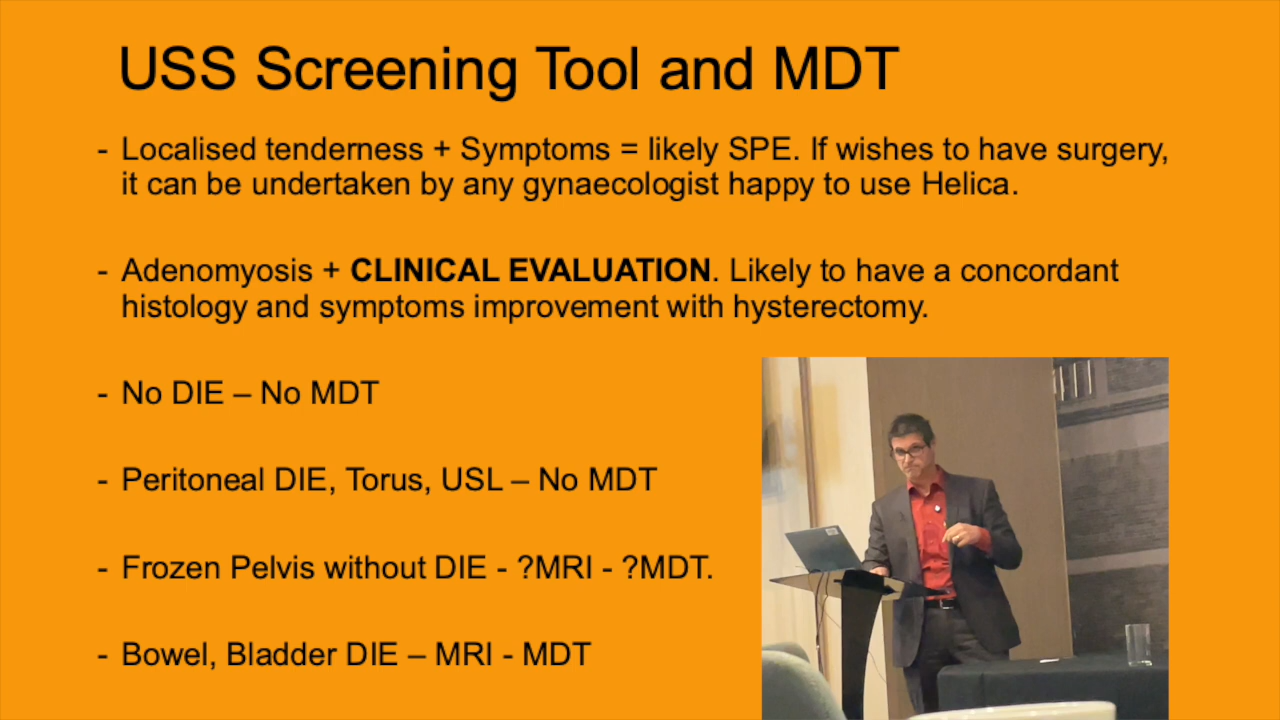 USS Screening Tool and MDT
- Localised tenderness + Symptoms = likely SPE. If wishes to have surgery,
it can be undertaken by any gynaecologist happy to use Helica.
- Adenomyosis + CLINICAL EVALUATION. Likely to have a concordant
histology and symptoms improvement with hysterectomy.
- No DIE – No MDT
- Peritoneal DIE, Torus, USL – No MDT
- Frozen Pelvis without DIE - ?MRI - ?MDT.
- Bowel, Bladder DIE – MRI - MDT